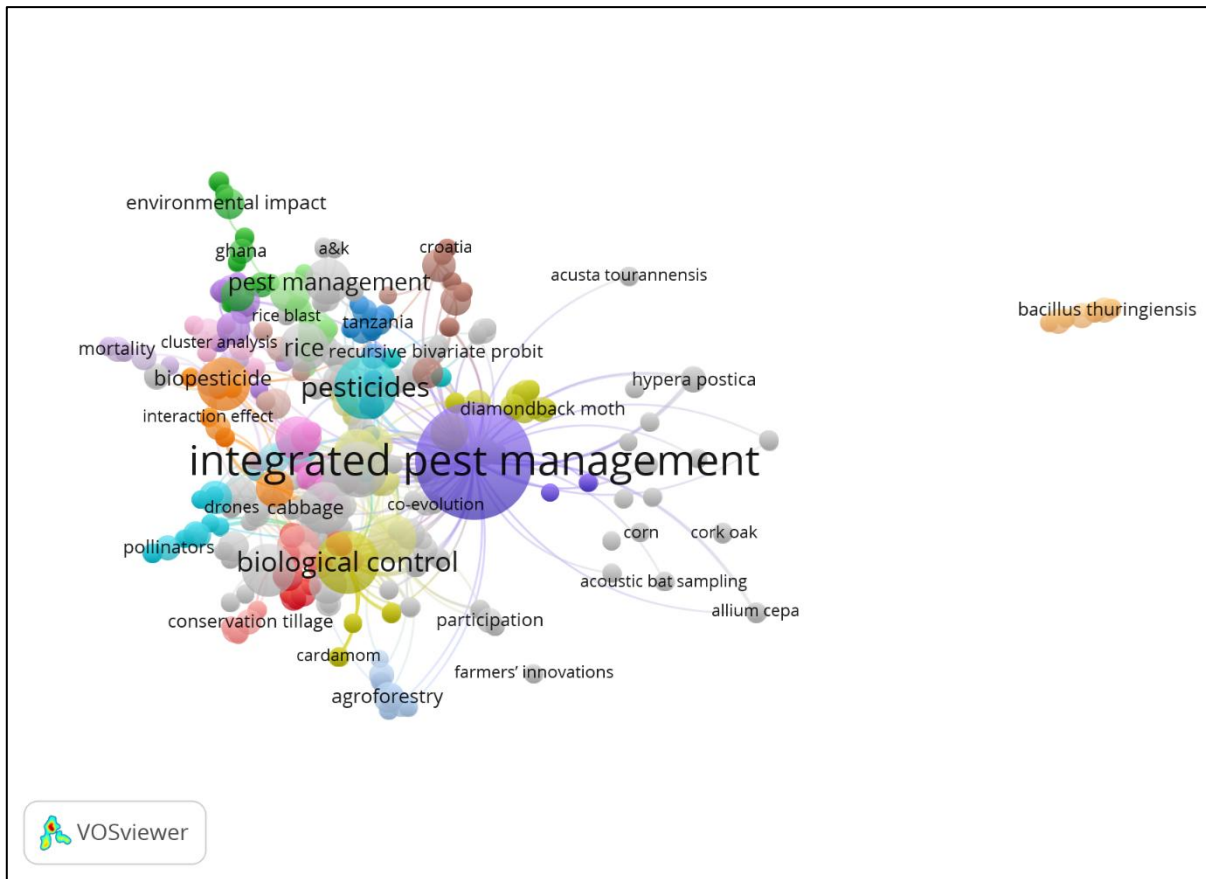 environmental impact
ghana
a&k
croatia
acusta tourannensis
pest management
bacillus thuringiensis
rice blast
tanzania
mortality
cluster analysis
rice
recursive bivariate probit
biopesticide
pesticides
hypera postica
interaction effect
diamondback moth
integrated pest management
drones
cabbage
co-evolution
pollinators
corn
cork oak
biological control
acoustic bat sampling
allium cepa
conservation tillage
participation
cardamom
farmers’ innovations
agroforestry
VOSviewer